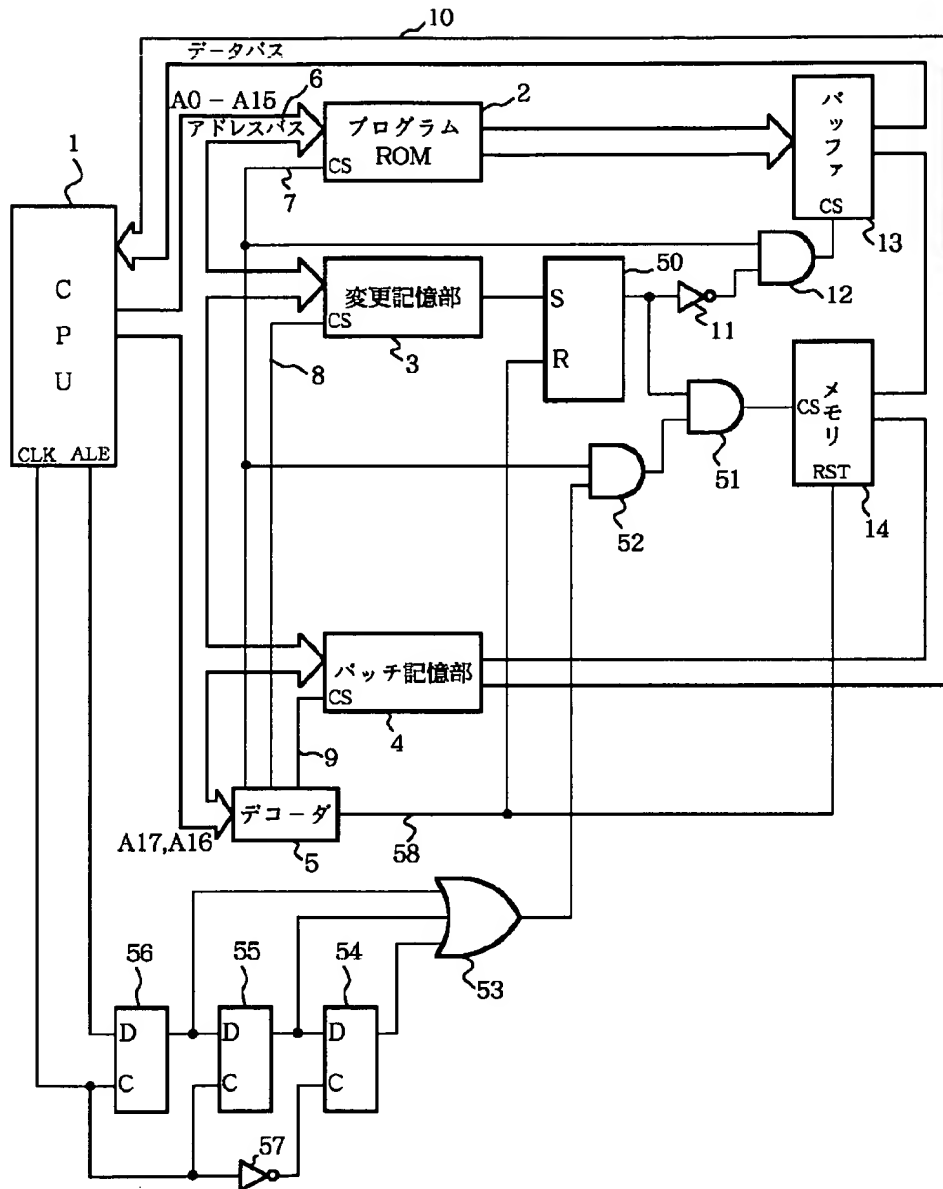 10
データバス
6
A0 - A15
アドレスバス
2
プログラム
ROM
CS
7
バッファ
CS
13
1
CPU
CLK ALE
変更記憶部
CS
3
8
50
S
R
11
12
51
52
メモリ
CS
RST
14
パッチ記憶部
CS
4
9
デコーダ
5
A17,A16
58
53
56
D
C
55
D
C
54
D
C
57